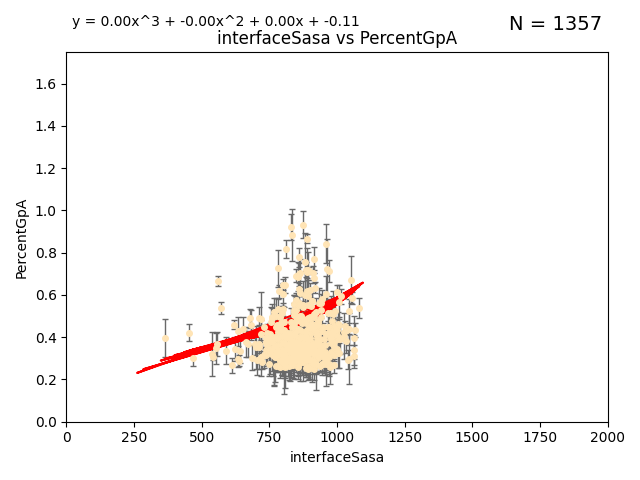 y = 0.00x^3 + -0.00x^2 + 0.00x + -0.11
N = 1357
interfaceSasa vs PercentGpA
1.6
1.4
1.2
1.0
0.8
0.6
0.4
0.2
0.0
PercentGpA
0 250 500 750 1000 1250 1500 1750 2000
interfaceSasa